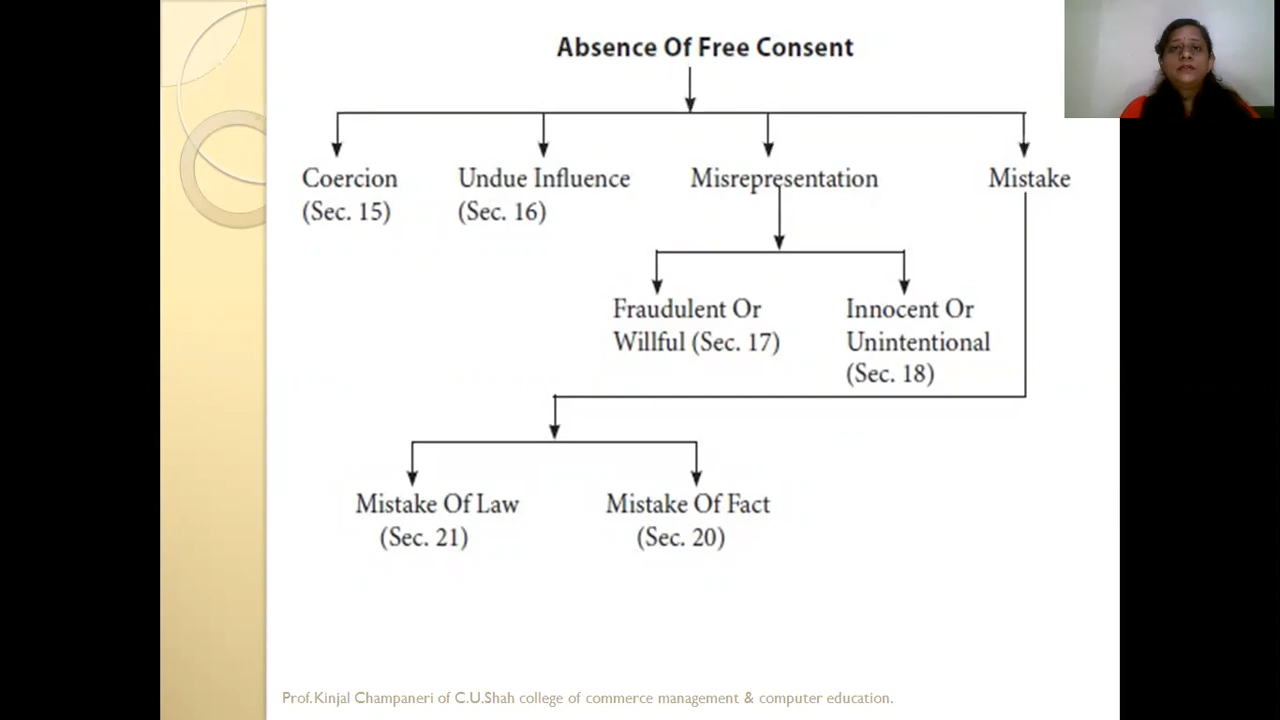 Absence Of Free Consent
Coercion
(Sec. 15)
Undue Influence
(Sec. 16)
Misrepresentation
Mistake
Fraudulent Or
Willful (Sec. 17)
Innocent Or
Unintentional
(Sec. 18)
Mistake Of Law
(Sec. 21)
Mistake Of Fact
(Sec. 20)
Prof.Kinjal Champaneri of C.U.Shah college of commerce management & computer education.